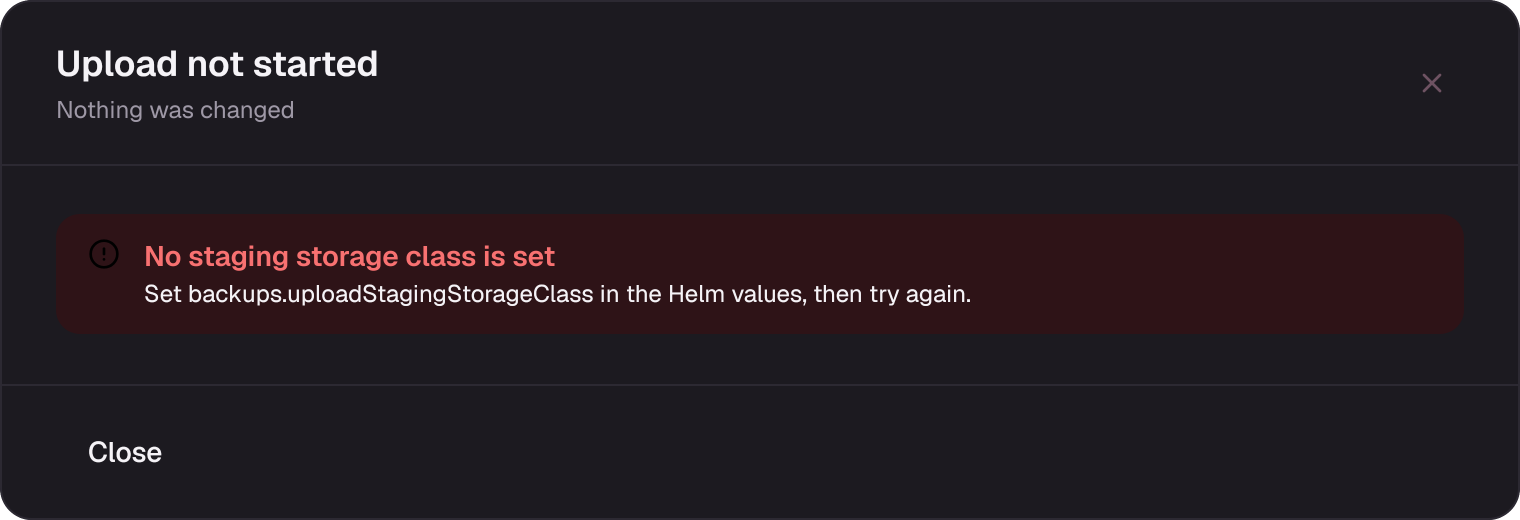 Upload not started
Nothing was changed
No staging storage class is set
Set backups.uploadStagingStorageClass in the Helm values, then try again.
Close